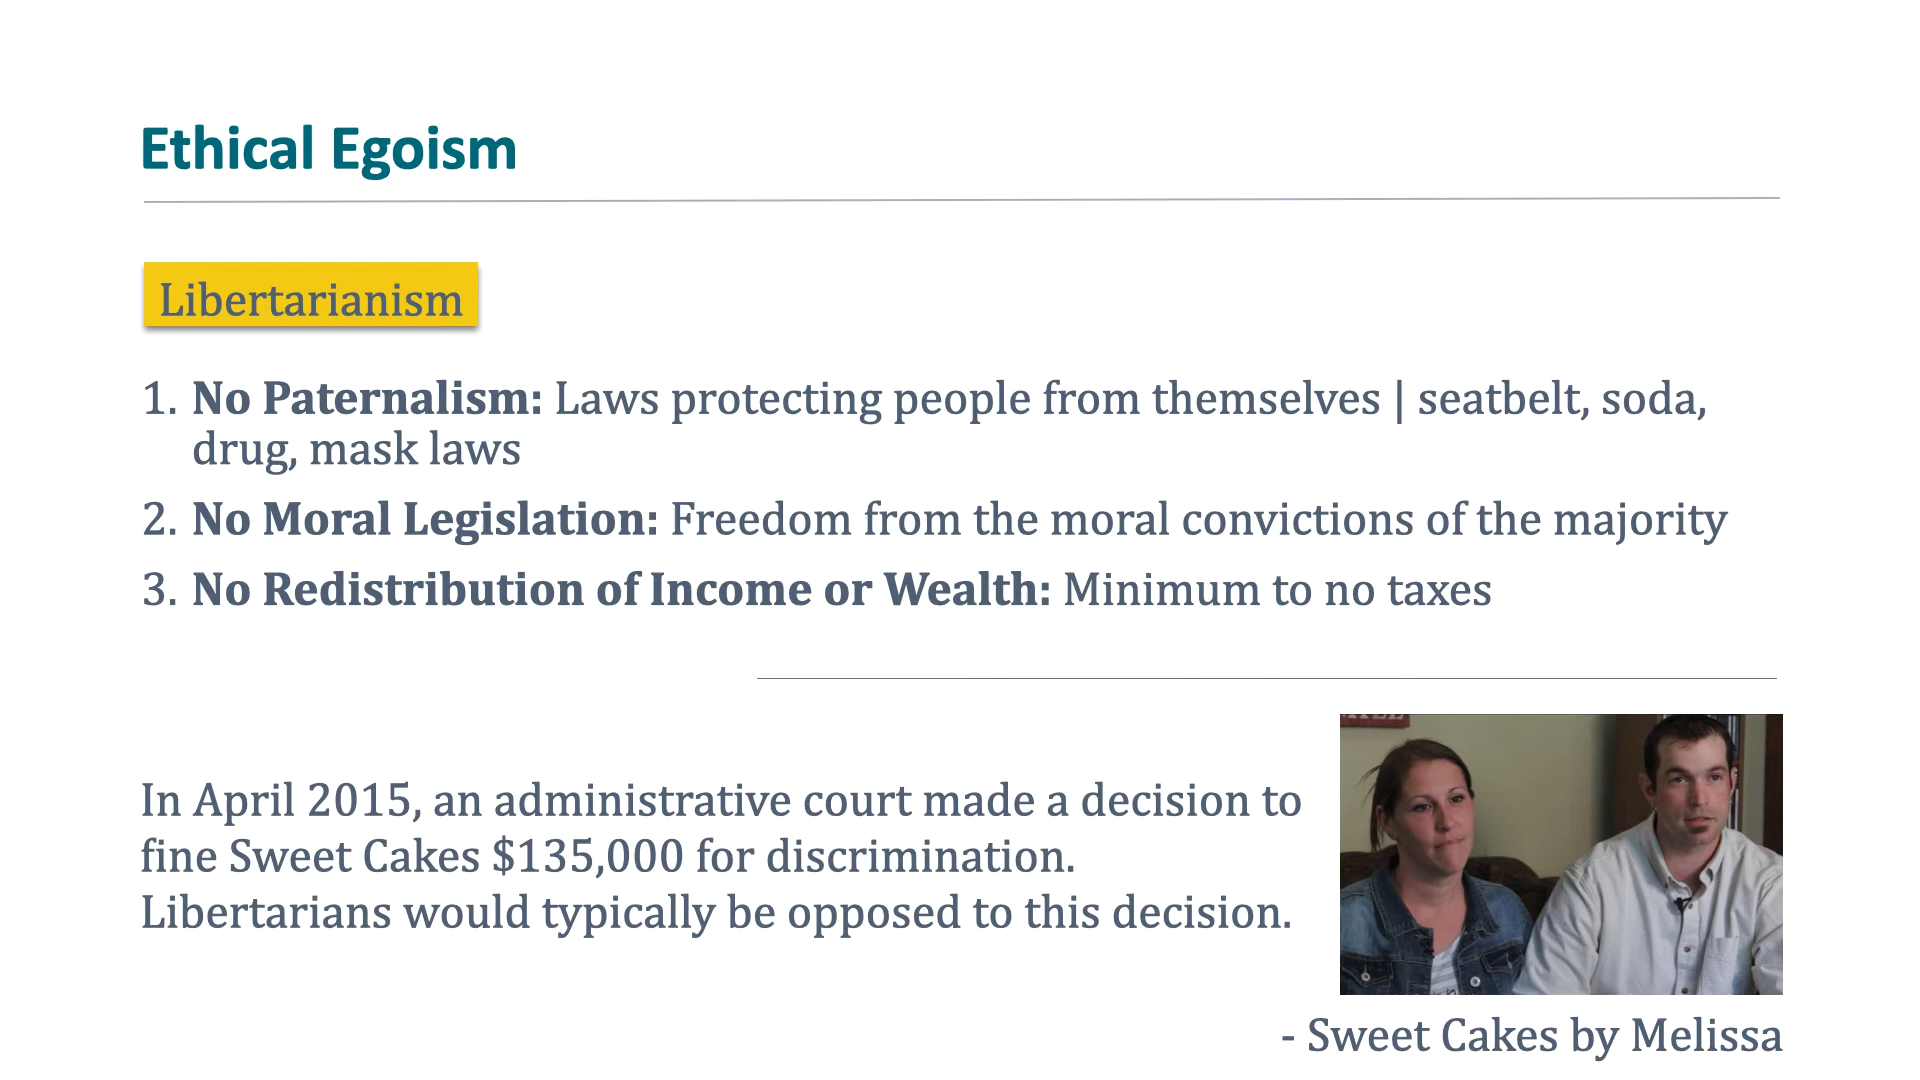 Ethical Egoism
Libertarianism
1. No Paternalism: Laws protecting people from themselves | seatbelt, soda,
drug, mask laws
2. No Moral Legislation: Freedom from the moral convictions of the majority
3. No Redistribution of Income or Wealth: Minimum to no taxes
In April 2015, an administrative court made a decision to
fine Sweet Cakes $135,000 for discrimination.
Libertarians would typically be opposed to this decision.
- Sweet Cakes by Melissa